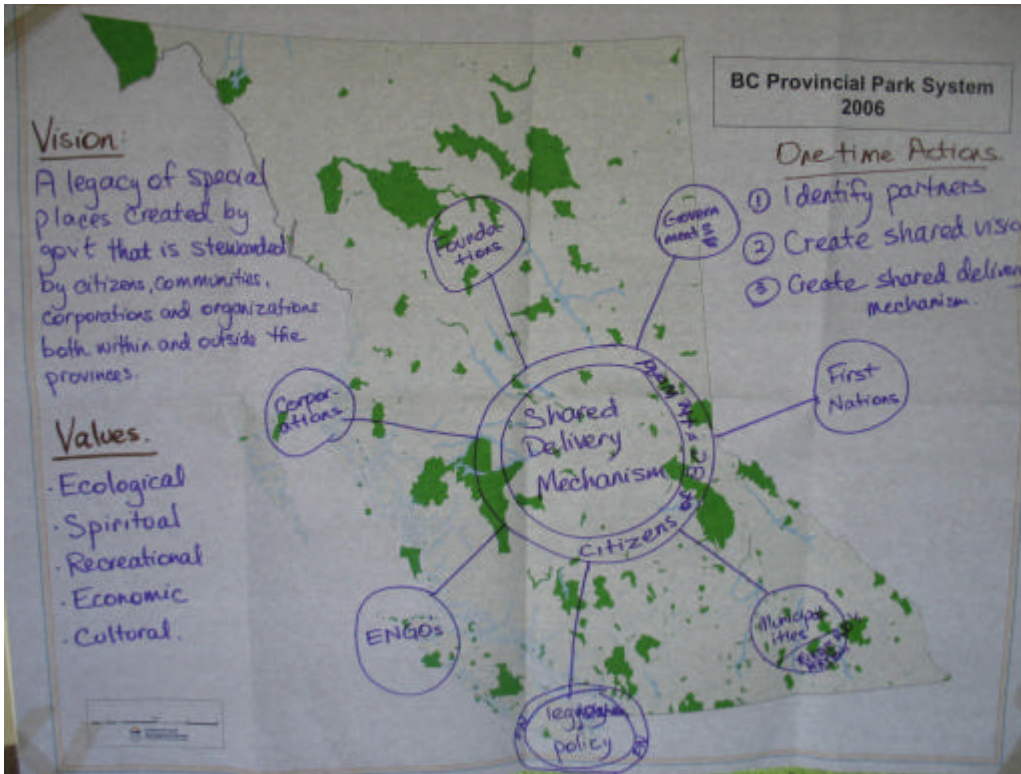 BC Provincial Park System
2006
Vision:
A legacy of special
places created by
gov't that is stewarded
by citizens, communities,
corporations and organizations
both within and outside the
provinces.
Values.
· Ecological
· Spiritual
· Recreational
· Economic
· Cultural.
One time Actions.
① Identify partners
② Create shared visio
③ Create shared deliver
mechanism.
Founda-
tions
Govern
ments
First
Nations
Corpor-
ations
Shared
Delivery
Mechanism
Citizens
ENGOs
Municipal
ities
policy